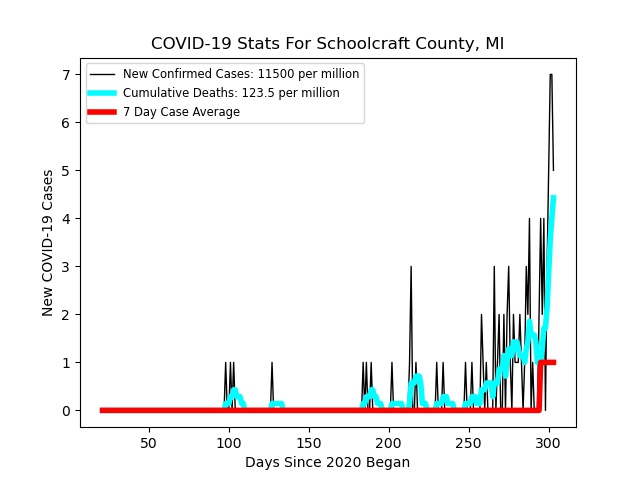 COVID-19 Stats For Schoolcraft County, MI
New Confirmed Cases: 11500 per million
Cumulative Deaths: 123.5 per million
7 Day Case Average
New COVID-19 Cases
7
6
5
4
3
2
1
0
50 100 150 200 250 300
Days Since 2020 Began